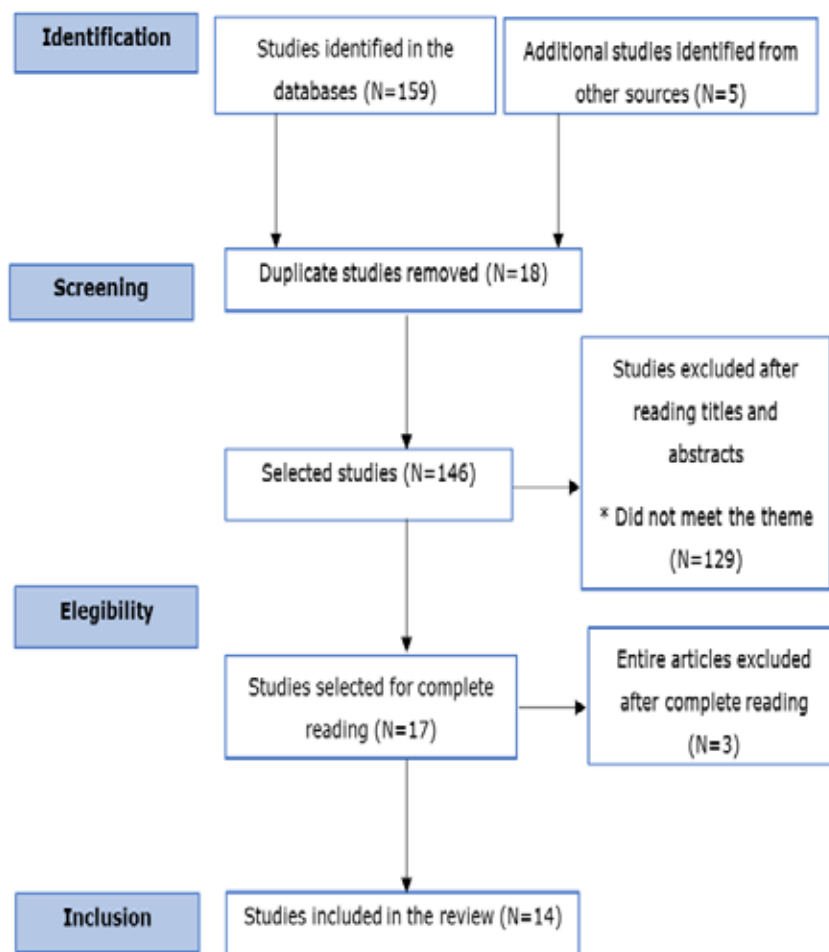 Identification
Studies identified in the
databases (N=159)
Additional studies identified from
other sources (N=5)
Screening
Duplicate studies removed (N=18)
Studies excluded after
reading titles and
abstracts
* Did not meet the theme
(N=129)
Selected studies (N=146)
Elegibility
Studies selected for complete
reading (N=17)
Entire articles excluded
after complete reading
(N=3)
Inclusion
Studies included in the review (N=14)